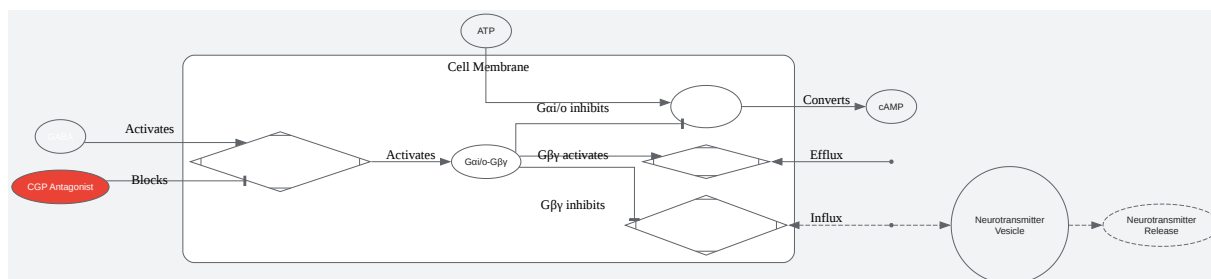 ATP
Cell Membrane
Gαi/o inhibits
Converts
cAMP
Activates
Activates
Gαi/o-Gβγ
Gβγ activates
Efflux
CGP Antagonist
Blocks
Gβγ inhibits
Influx
Neurotransmitter
Vesicle
Neurotransmitter
Release